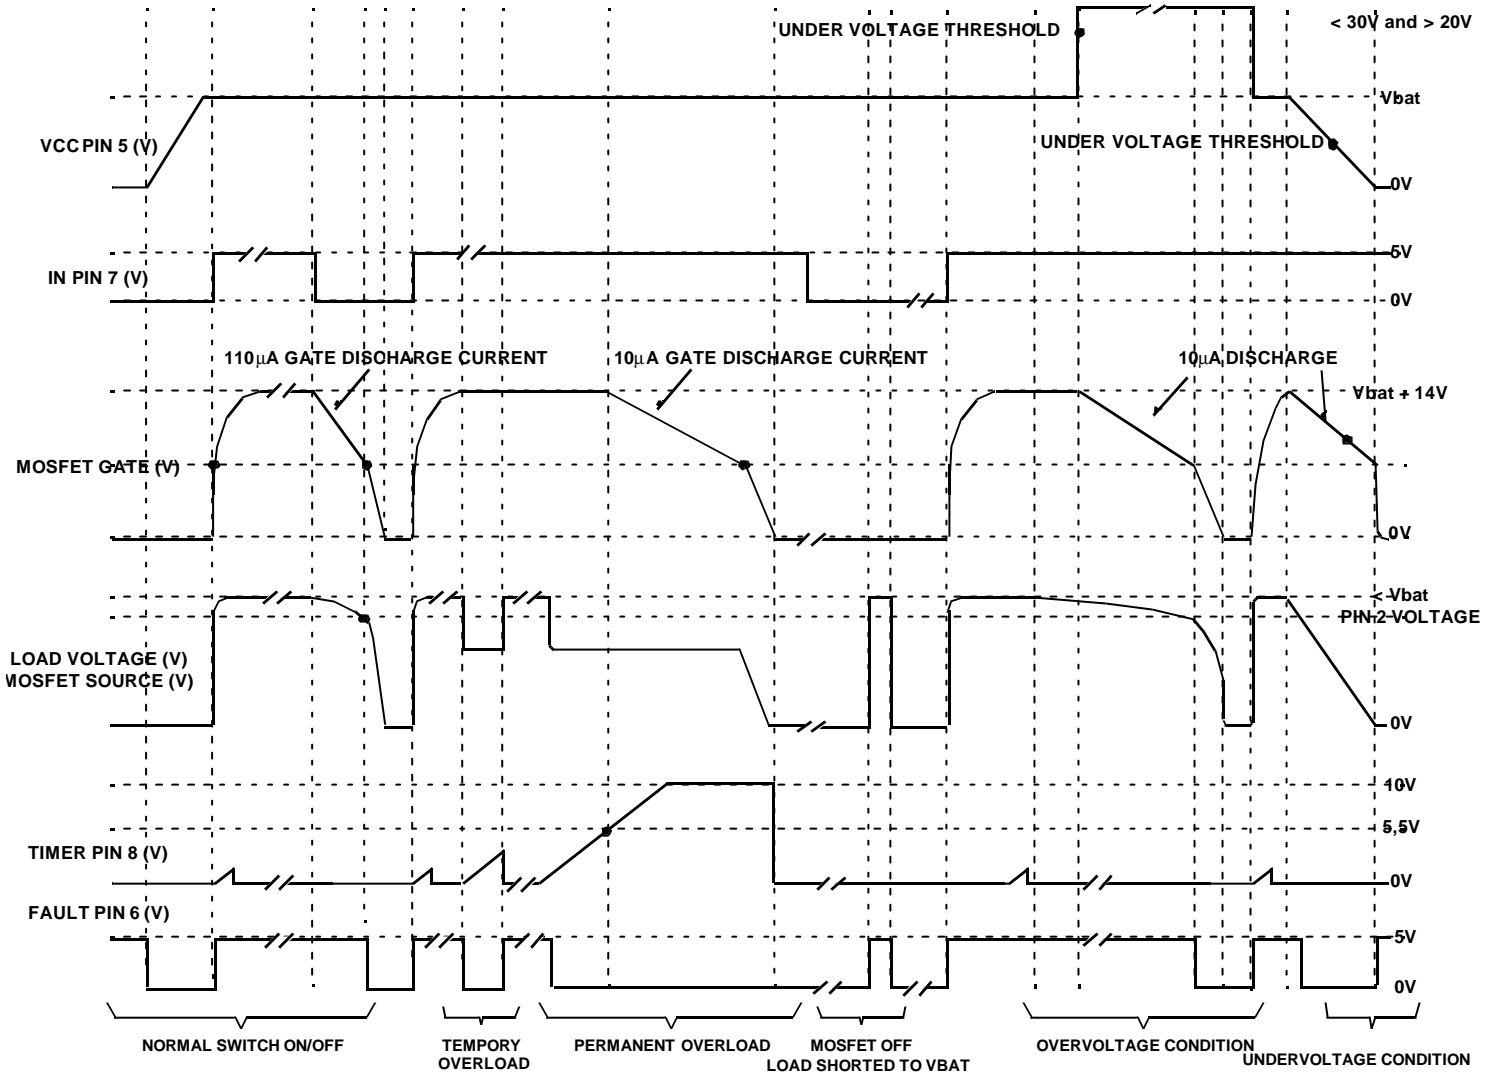 UNDER VOLTAGE THRESHOLD
< 30V and > 20V
Vbat
VCC PIN 5 (V)
UNDER VOLTAGE THRESHOLD
0V
5V
IN PIN 7 (V)
0V
110µA GATE DISCHARGE CURRENT
10µA GATE DISCHARGE CURRENT
10µA DISCHARGE
Vbat + 14V
MOSFET GATE (V)
0V
< Vbat
PIN 2 VOLTAGE
LOAD VOLTAGE (V)
MOSFET SOURCE (V)
0V
10V
5,5V
TIMER PIN 8 (V)
0V
FAULT PIN 6 (V)
5V
0V
NORMAL SWITCH ON/OFF
TEMPORY
OVERLOAD
PERMANENT OVERLOAD
MOSFET OFF
LOAD SHORTED TO VBAT
OVERVOLTAGE CONDITION
UNDERVOLTAGE CONDITION